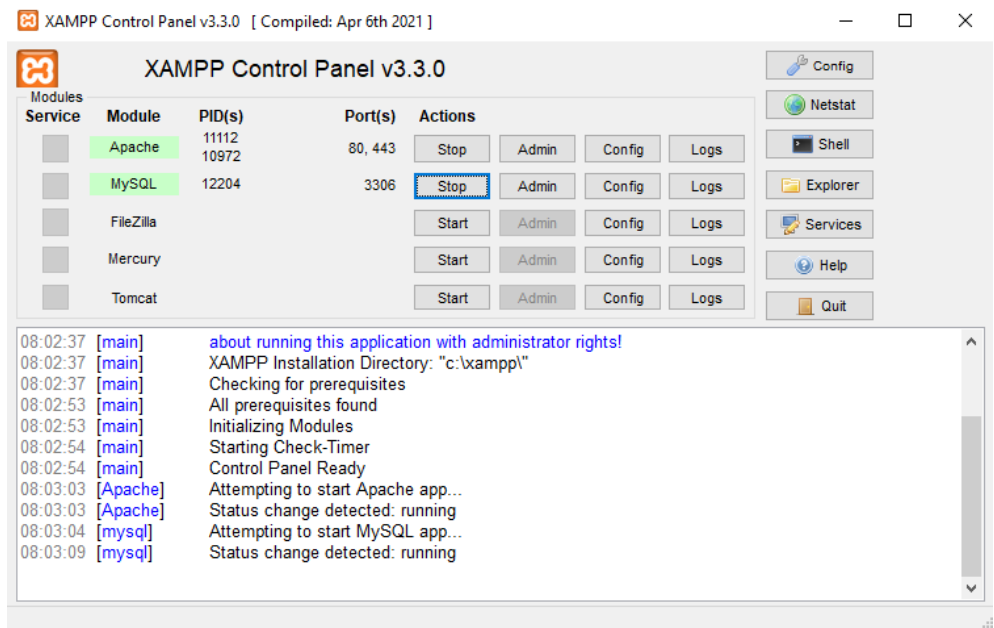 XAMPP Control Panel v3.3.0 [ Compiled: Apr 6th 2021 ]
XAMPP Control Panel v3.3.0
Config
Modules
Netstat
Service Module PID(s) Port(s) Actions
Apache 11112 10972 80, 443 Stop Admin Config Logs
Shell
MySQL 12204 3306 Stop Admin Config Logs
Explorer
FileZilla Start Admin Config Logs
Services
Mercury Start Admin Config Logs
Help
Tomcat Start Admin Config Logs
Quit
08:02:37 [main] about running this application with administrator rights!
08:02:37 [main] XAMPP Installation Directory: "c:\xampp\"
08:02:37 [main] Checking for prerequisites
08:02:53 [main] All prerequisites found
08:02:53 [main] Initializing Modules
08:02:54 [main] Starting Check-Timer
08:02:54 [main] Control Panel Ready
08:03:03 [Apache] Attempting to start Apache app...
08:03:03 [Apache] Status change detected: running
08:03:04 [mysql] Attempting to start MySQL app...
08:03:09 [mysql] Status change detected: running